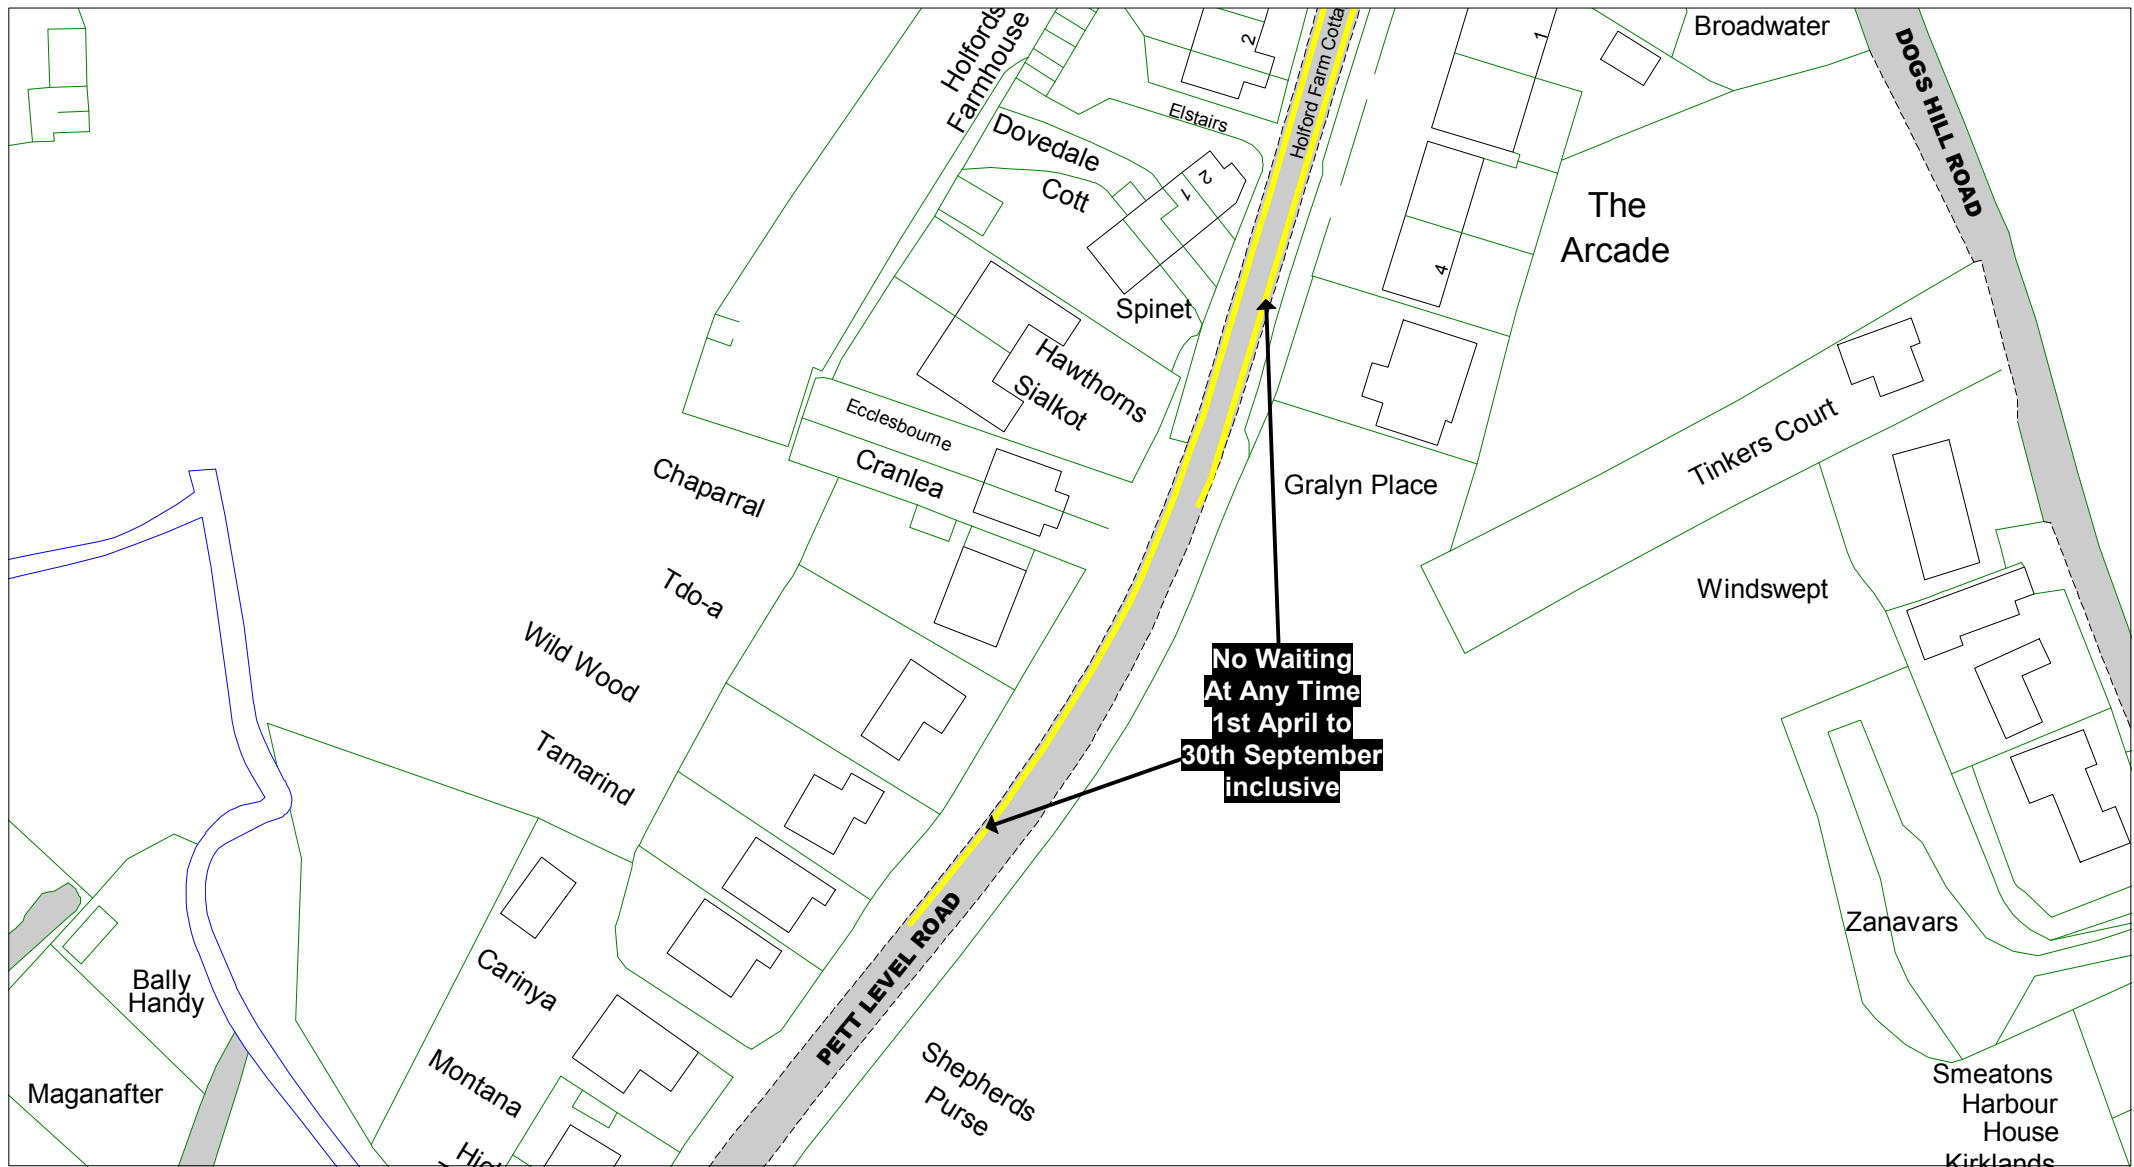 Holfords
Farmhouse
2
Holford Farm Cotta
1
Broadwater
DOGS HILL ROAD
Elstairs
Dovedale
Cott
1
2
The
Arcade
4
Spinet
Hawthorns
Sialkot
Ecclesbourne
Cranlea
Chaparral
Gralyn Place
Tinkers Court
Tdo-a
Windswept
Wild Wood
No Waiting
At Any Time
1st April to
30th September
inclusive
Tamarind
Zanavars
PETT LEVEL ROAD
Carinya
Bally
Handy
Maganafter
Montana
Shepherds
Purse
Smeatons
Harbour
House
Kirklands